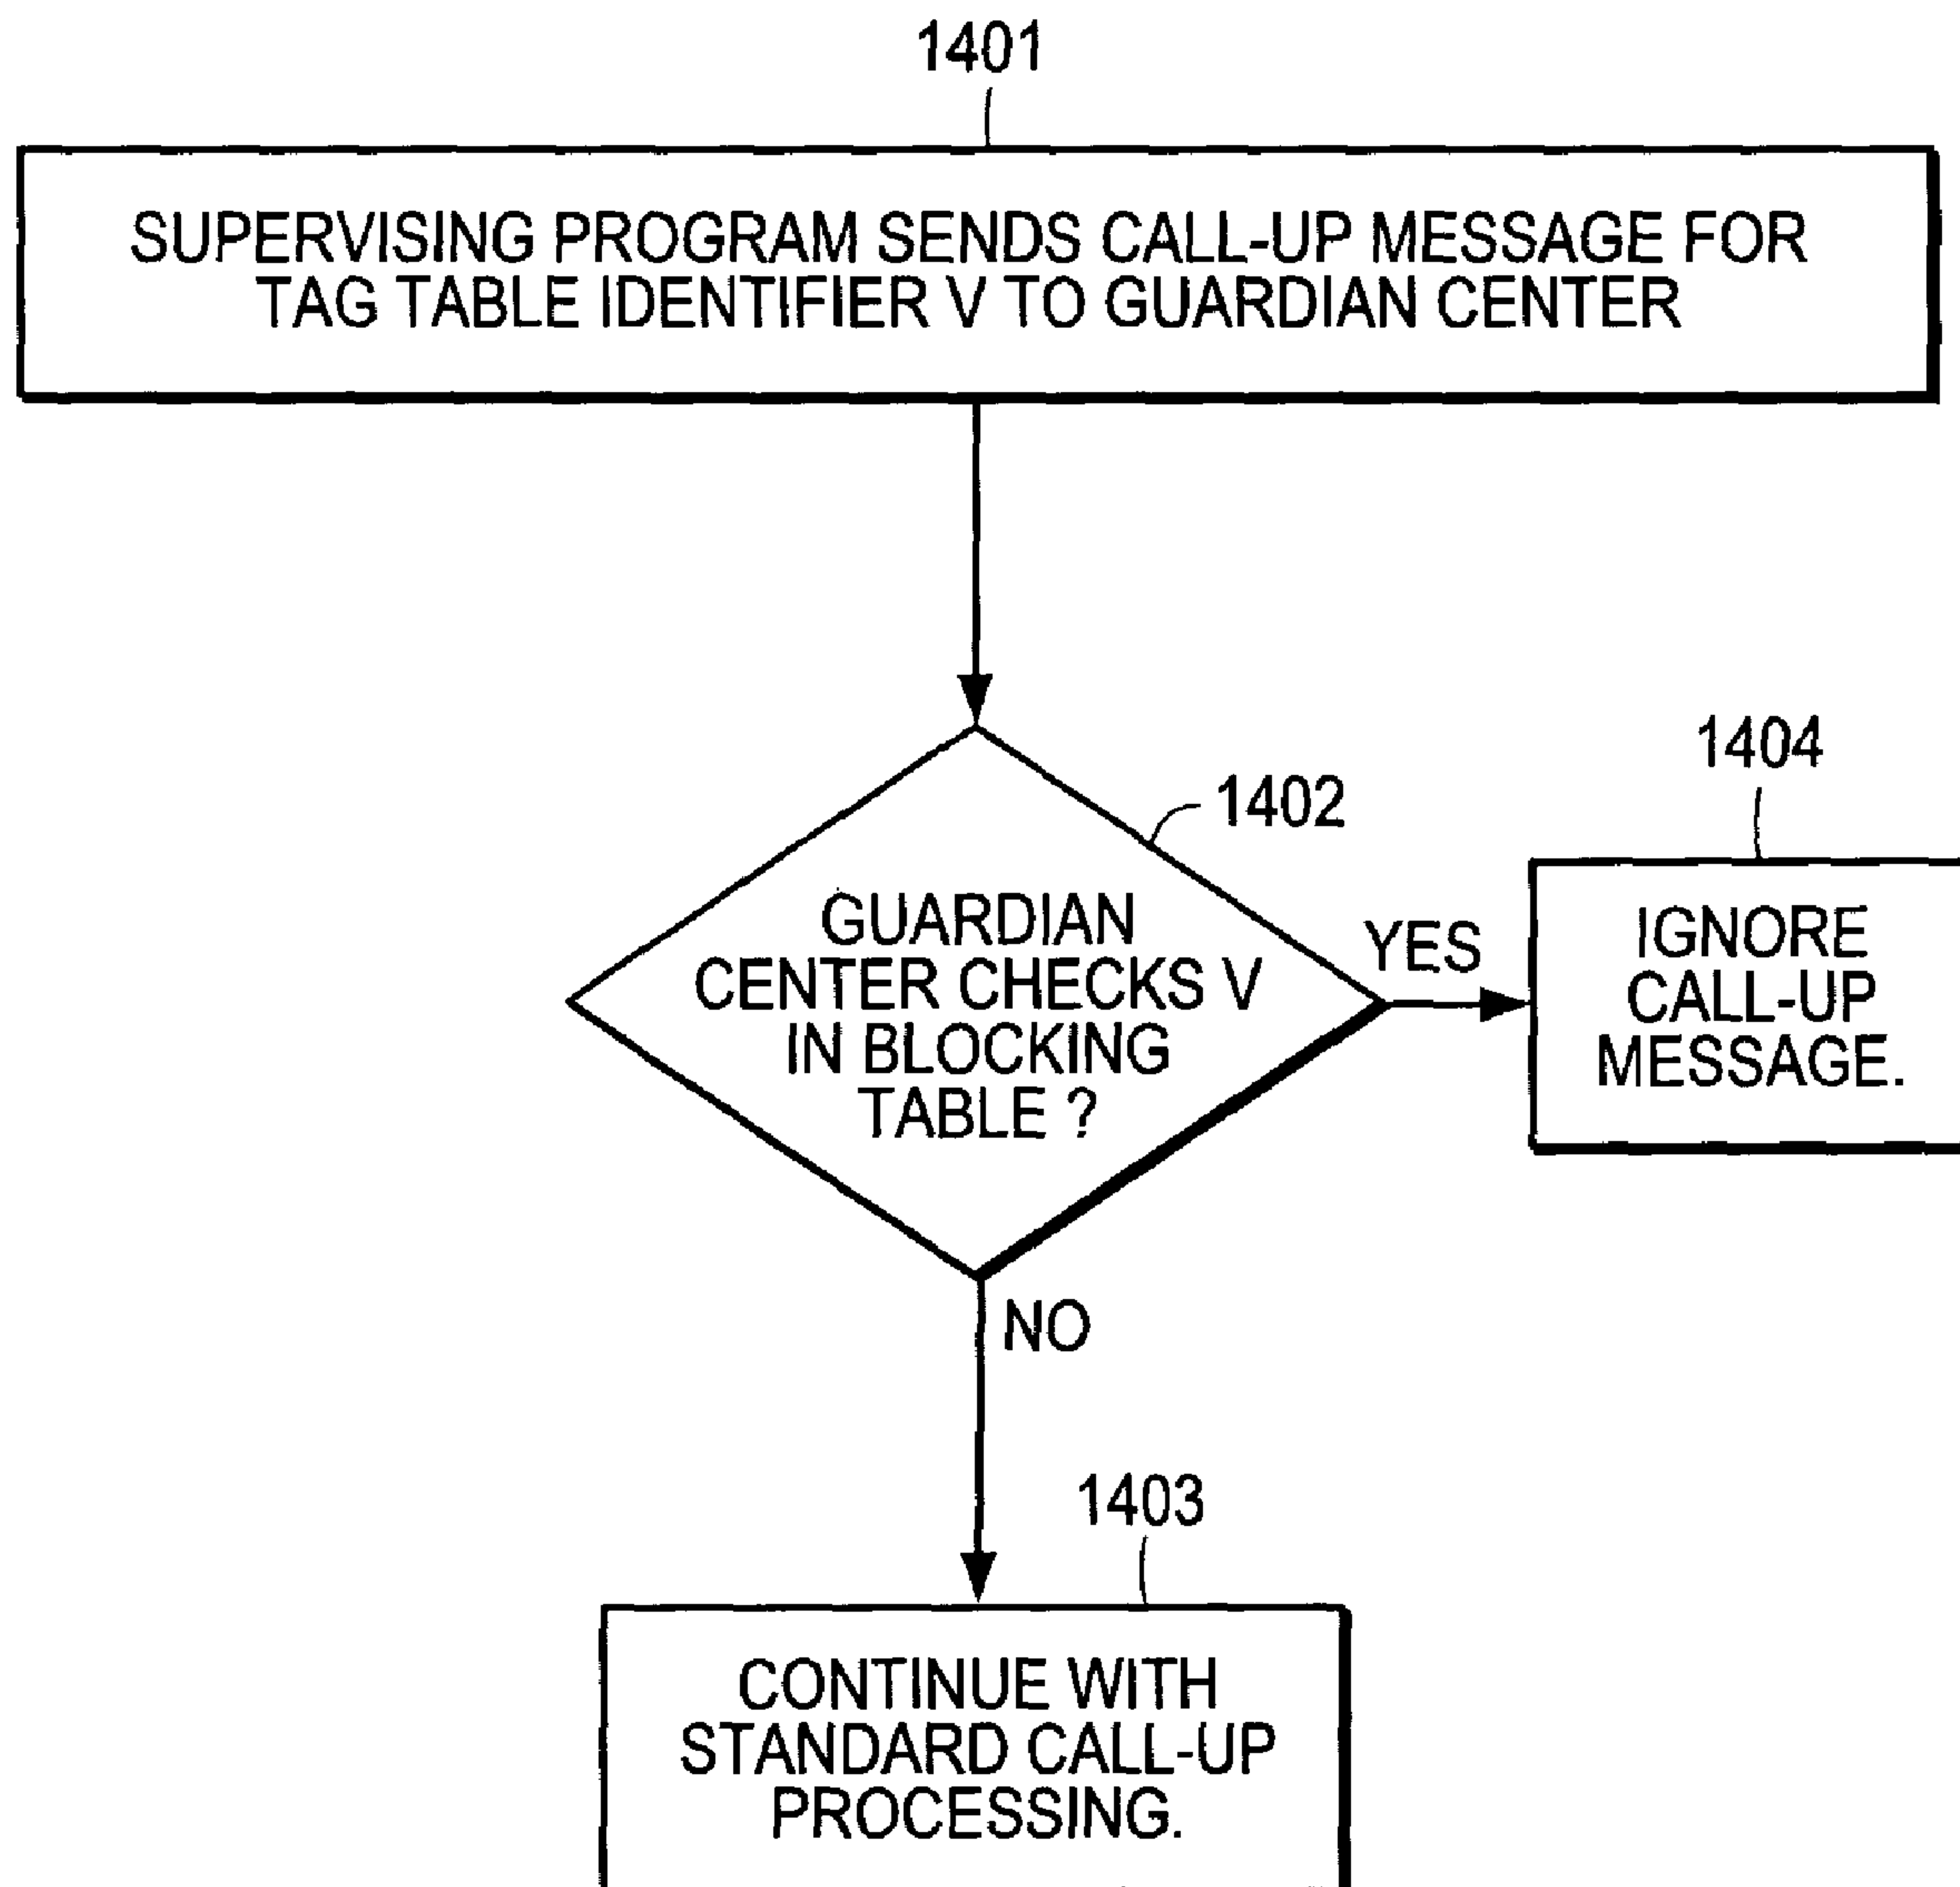 1401
SUPERVISING PROGRAM SENDS CALL-UP MESSAGE FOR
TAG TABLE IDENTIFIER V TO GUARDIAN CENTER
1402
GUARDIAN
CENTER CHECKS V
IN BLOCKING
TABLE ?
YES
1404
IGNORE
CALL-UP
MESSAGE.
NO
1403
CONTINUE WITH
STANDARD CALL-UP
PROCESSING.